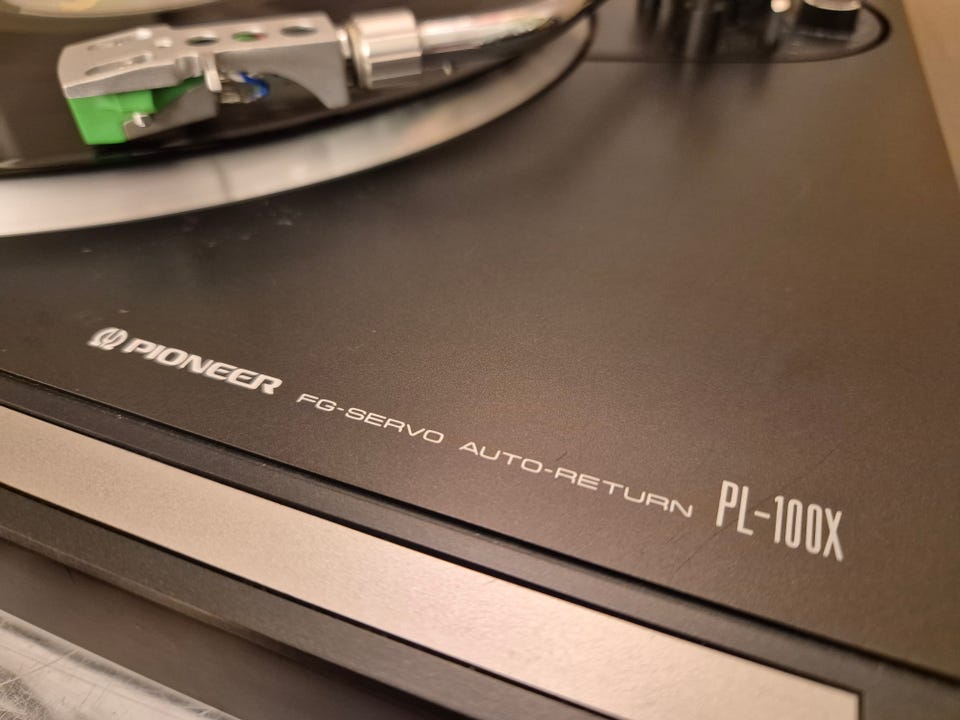 PIONEER FG-SERVO AUTO-RETURN PL-100X